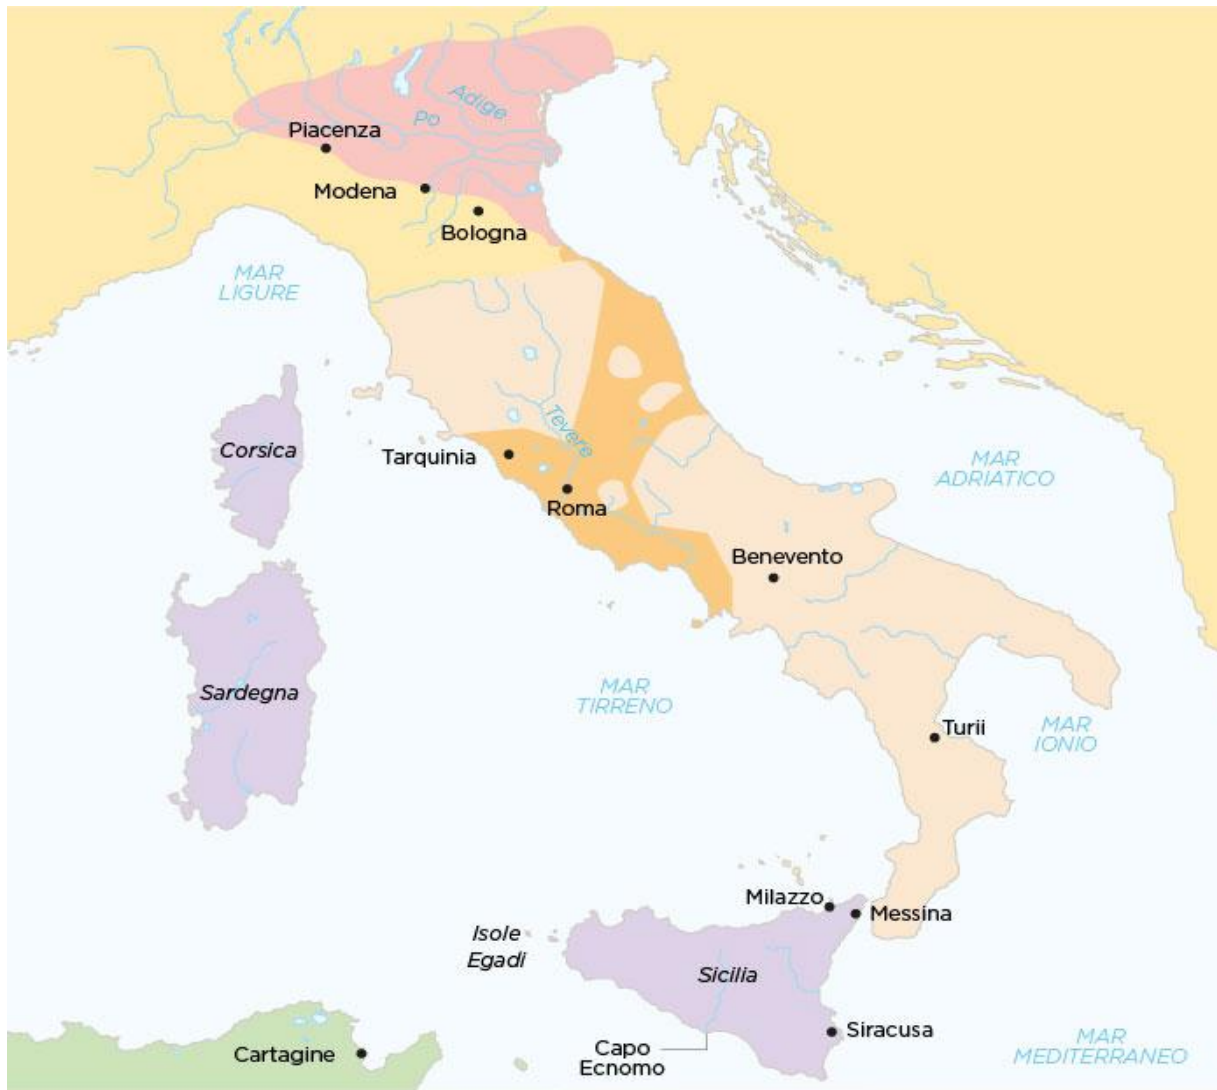 Adige
Po
Piacenza
Modena
Bologna
MAR
LIGURE
Corsica
Tevere
Tarquinia
Roma
MAR
ADRIATICO
Benevento
Sardegna
MAR
TIRRENO
Turii
MAR
IONIO
Milazzo
Messina
Isole
Egadi
Sicilia
Siracusa
Capo
Ecnomo
Cartagine
MAR
MEDITERRANEO